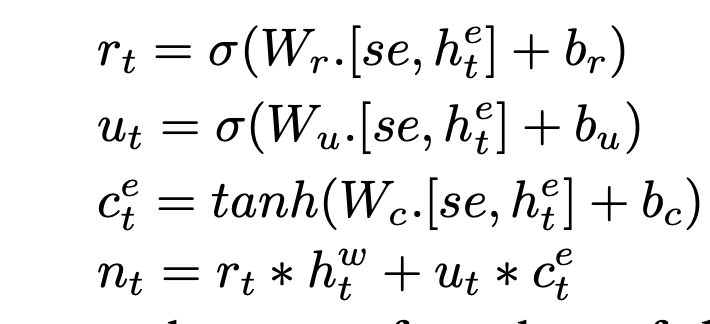 r_t = σ(W_r.[se, h_t^e] + b_r)
u_t = σ(W_u.[se, h_t^e] + b_u)
c_t^e = tanh(W_c.[se, h_t^e] + b_c)
n_t = r_t * h_t^w + u_t * c_t^e